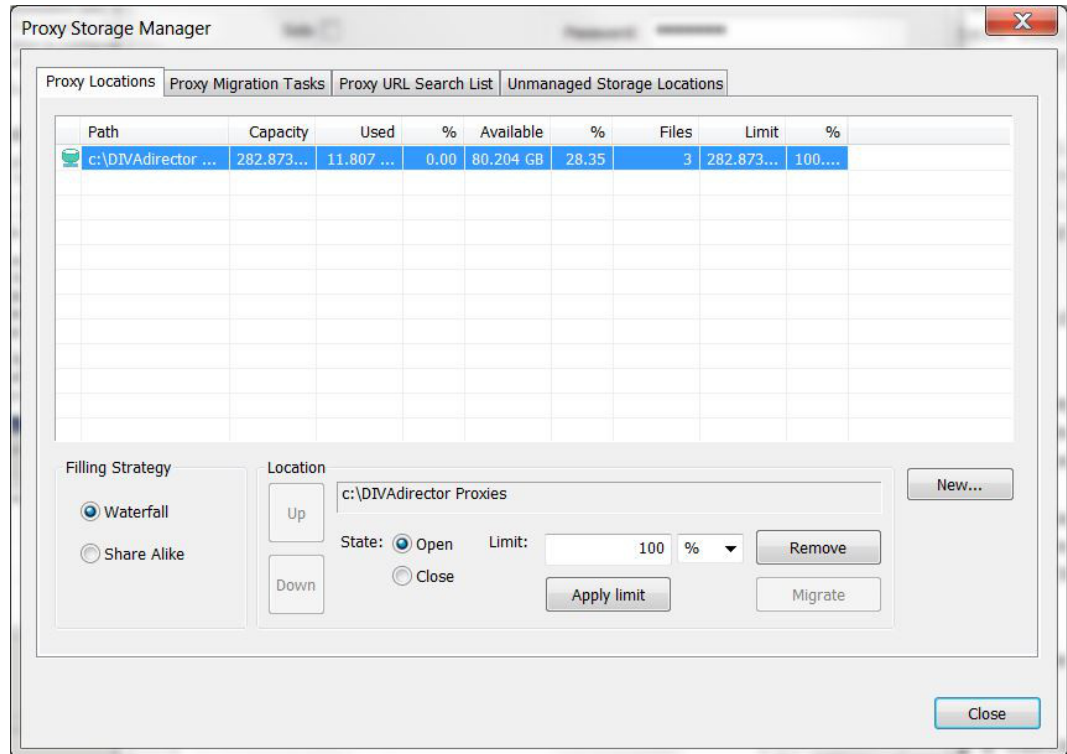 Proxy Storage Manager
Proxy Locations Proxy Migration Tasks Proxy URL Search List Unmanaged Storage Locations
Path Capacity Used % Available % Files Limit %
c:\DIVAdirector ... 282.873... 11.807 ... 0.00 80.204 GB 28.35 3 282.873... 100....
Filling Strategy
Waterfall
Share Alike
Location
Up
Down
c:\DIVAdirector Proxies
State: Open
Close
Limit: 100 %
Apply limit
Remove
Migrate
New...
Close